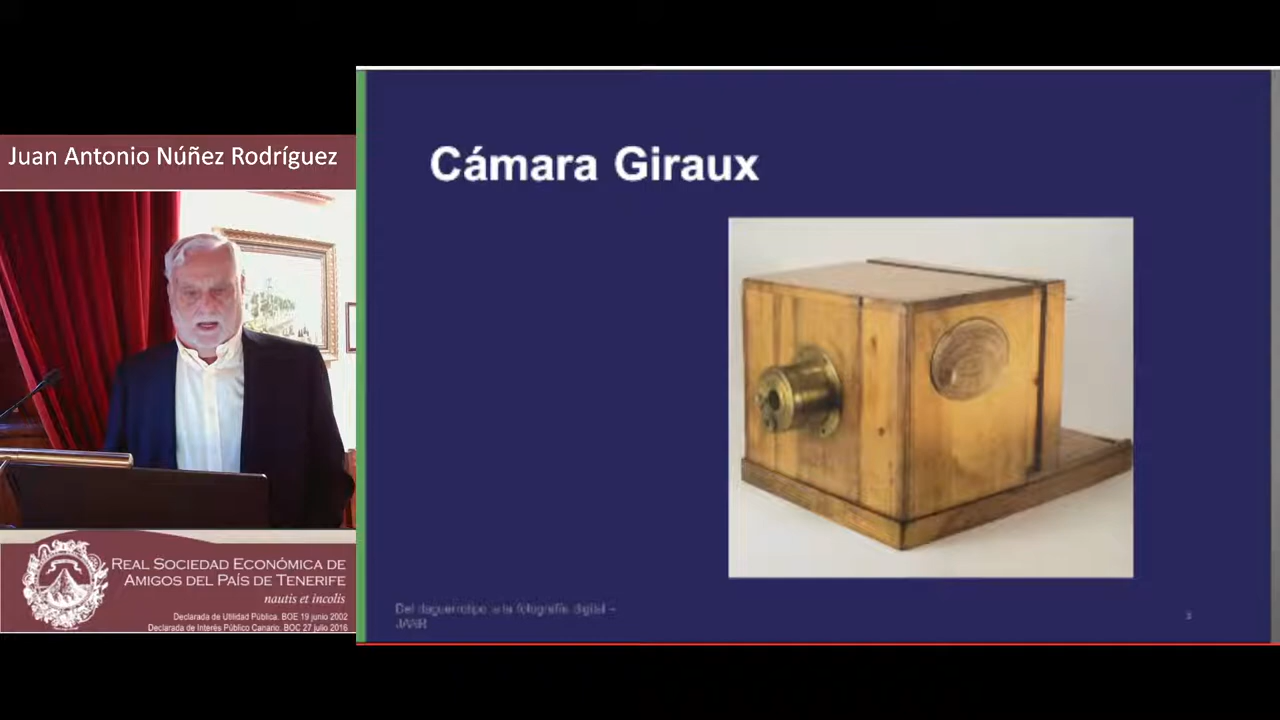 Juan Antonio Núñez Rodríguez
Cámara Giraux
REAL SOCIEDAD ECONÓMICA DE
AMIGOS DEL PAÍS DE TENERIFE
nautis et incolis
Declarada de Utilidad Pública. BOE 19 junio 2002
Declarada de Interés Público Canario. BOC 27 julio 2016
Del daguerrotipo a la fotografía digital –
3